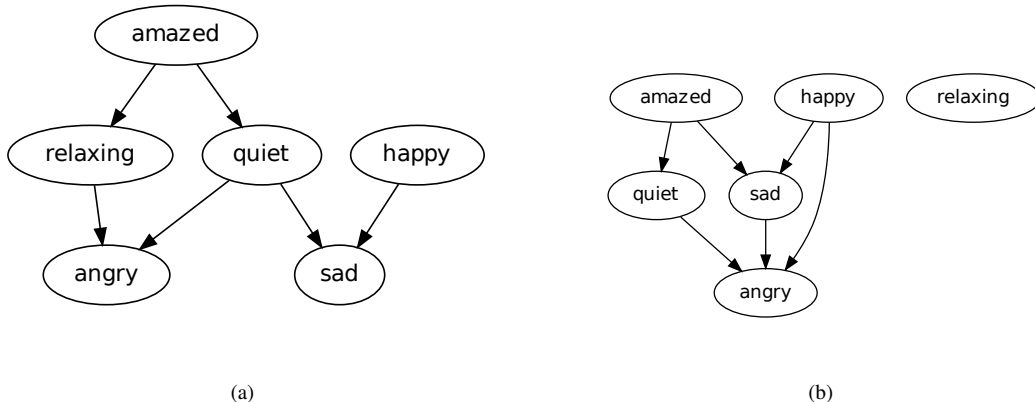 amazed
relaxing quiet happy
angry sad
(a)
amazed happy relaxing
quiet sad
angry
(b)